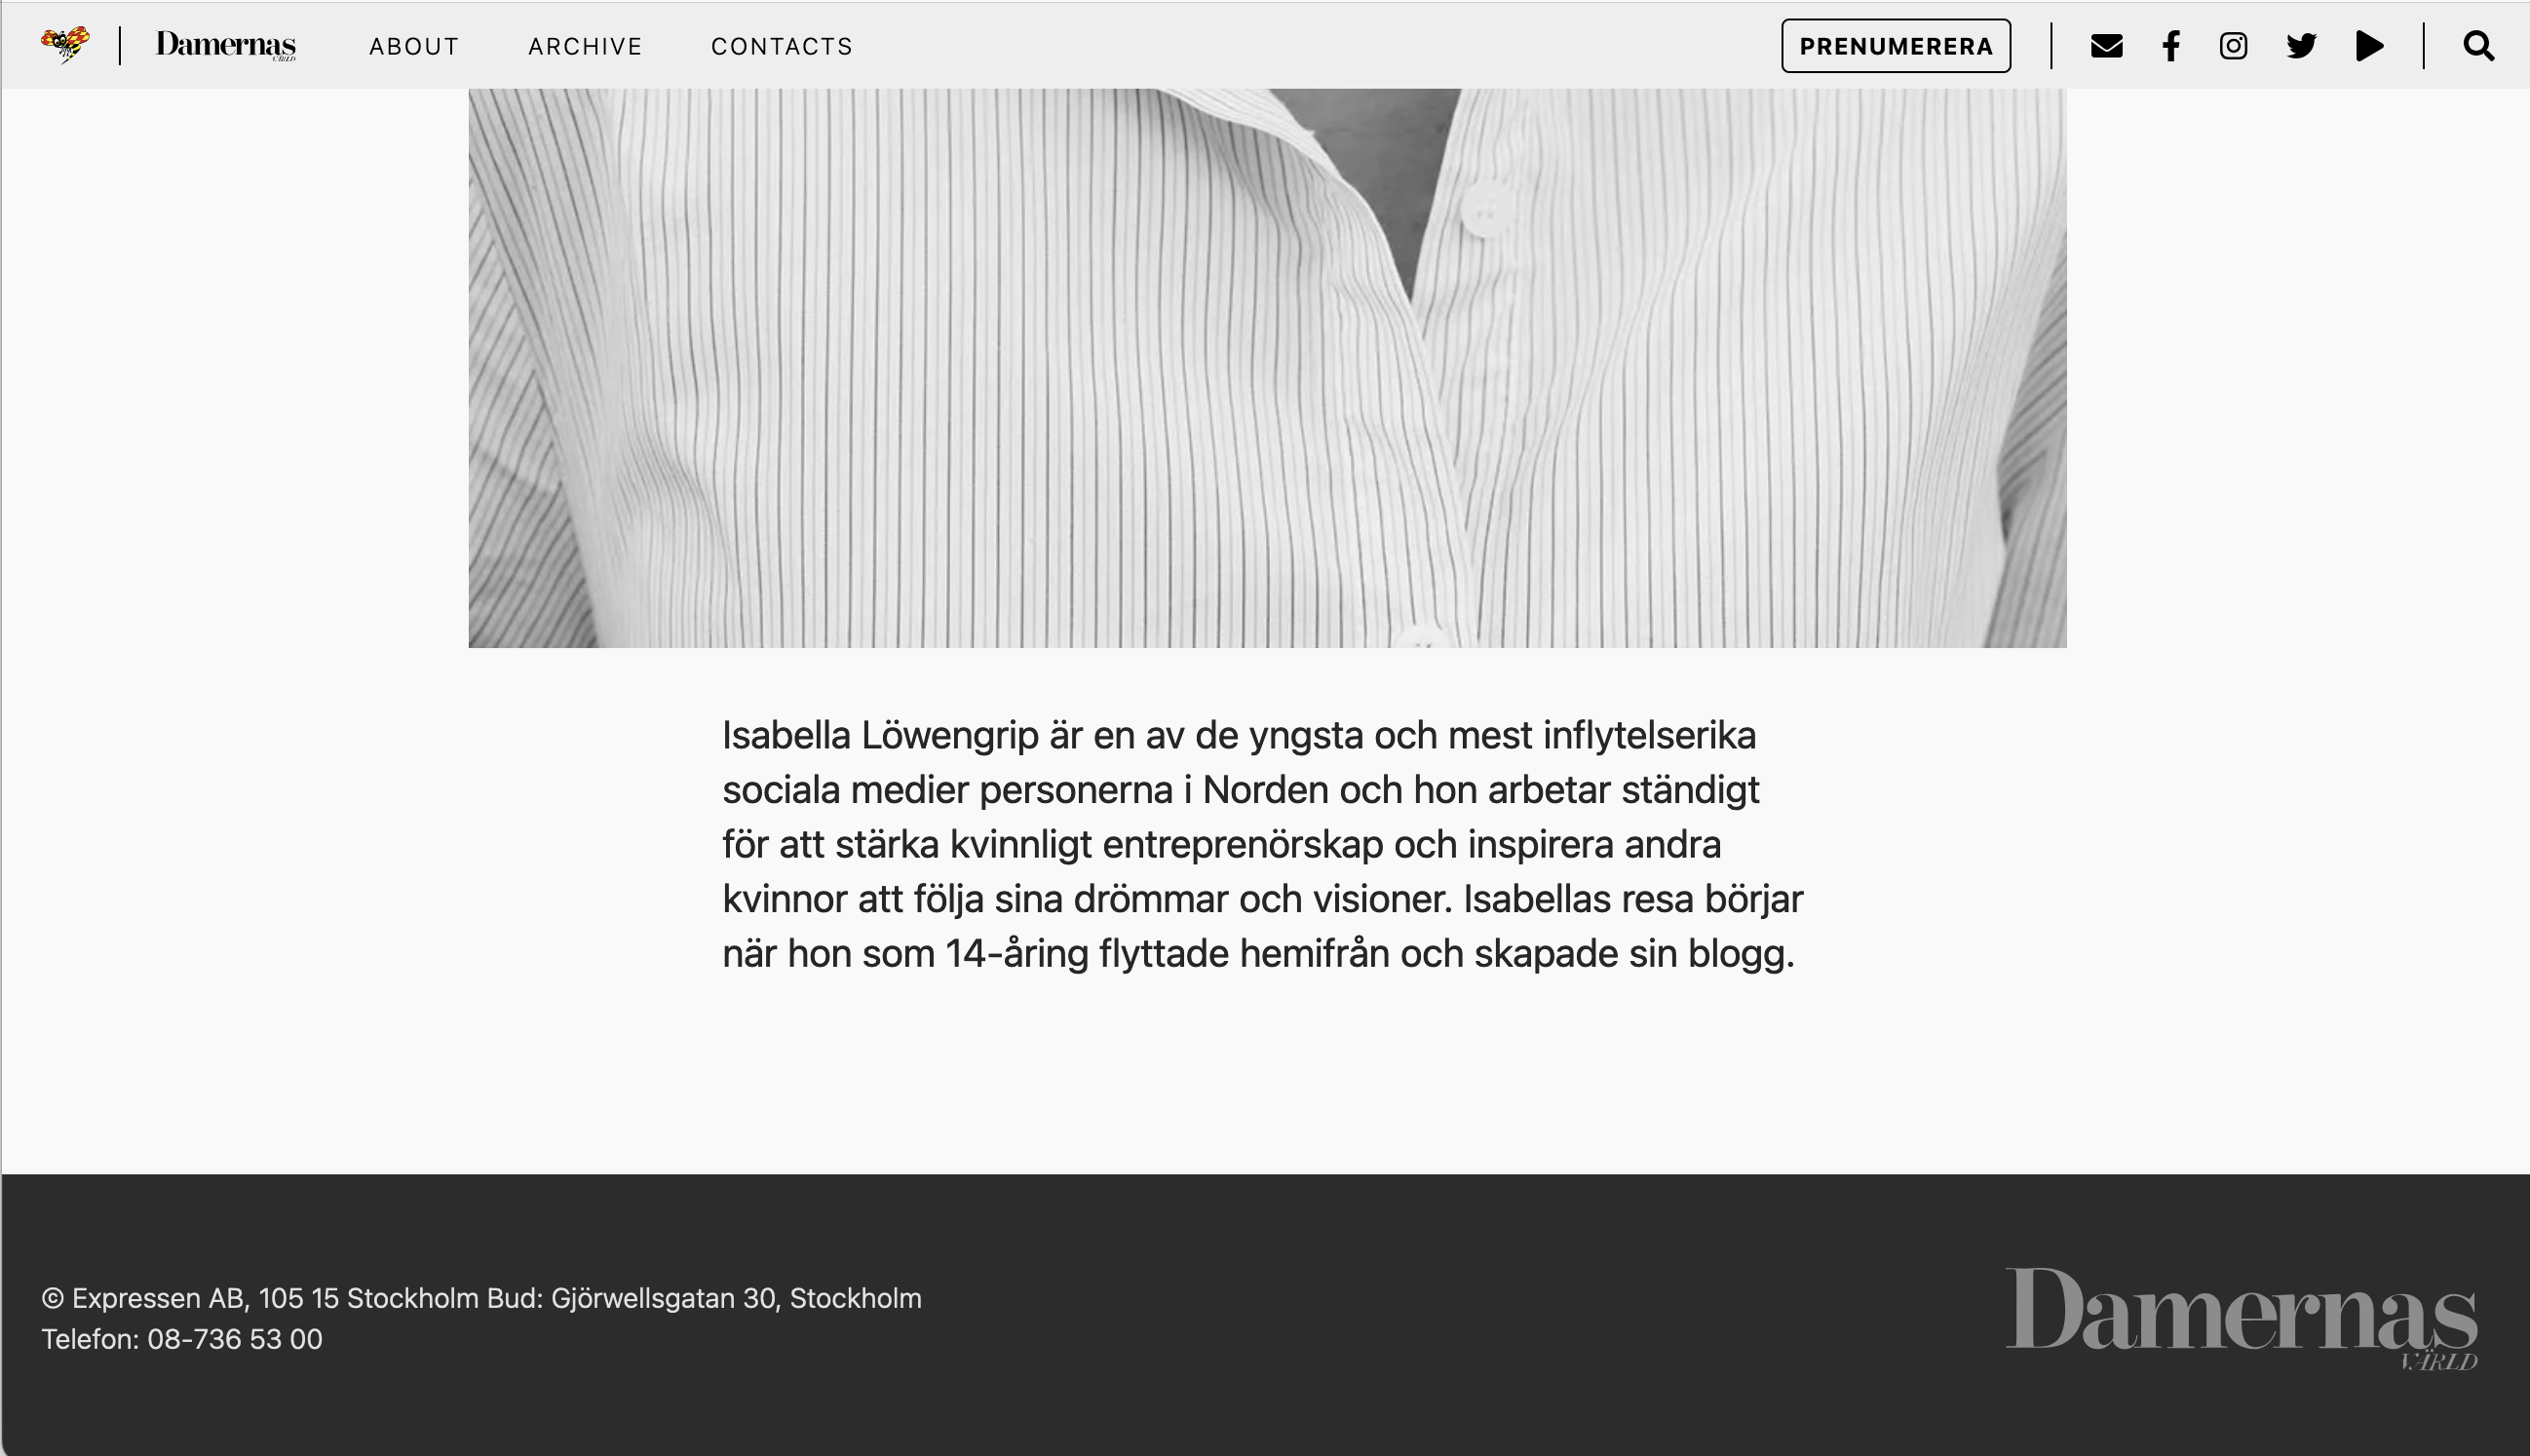 Damernas
VÄRLD
ABOUT
ARCHIVE
CONTACTS
PRENUMERERA
Isabella Löwengrip är en av de yngsta och mest inflytelserika
sociala medier personerna i Norden och hon arbetar ständigt
för att stärka kvinnligt entreprenörskap och inspirera andra
kvinnor att följa sina drömmar och visioner. Isabellas resa börjar
när hon som 14-åring flyttade hemifrån och skapade sin blogg.
© Expressen AB, 105 15 Stockholm Bud: Gjörwellsgatan 30, Stockholm
Telefon: 08-736 53 00
Damernas
VÄRLD